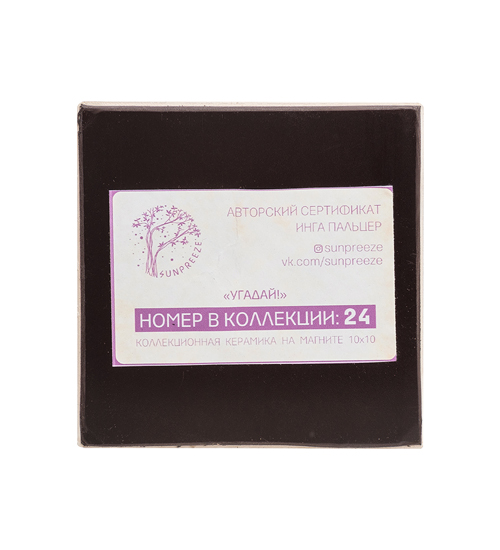 SUNPREEZE
АВТОРСКИЙ СЕРТИФИКАТ
ИНГА ПАЛЬЦЕР
sunpreeze
vk.com/sunpreeze
«УГАДАЙ!»
НОМЕР В КОЛЛЕКЦИИ: 24
КОЛЛЕКЦИОННАЯ КЕРАМИКА НА МАГНИТЕ 10x10